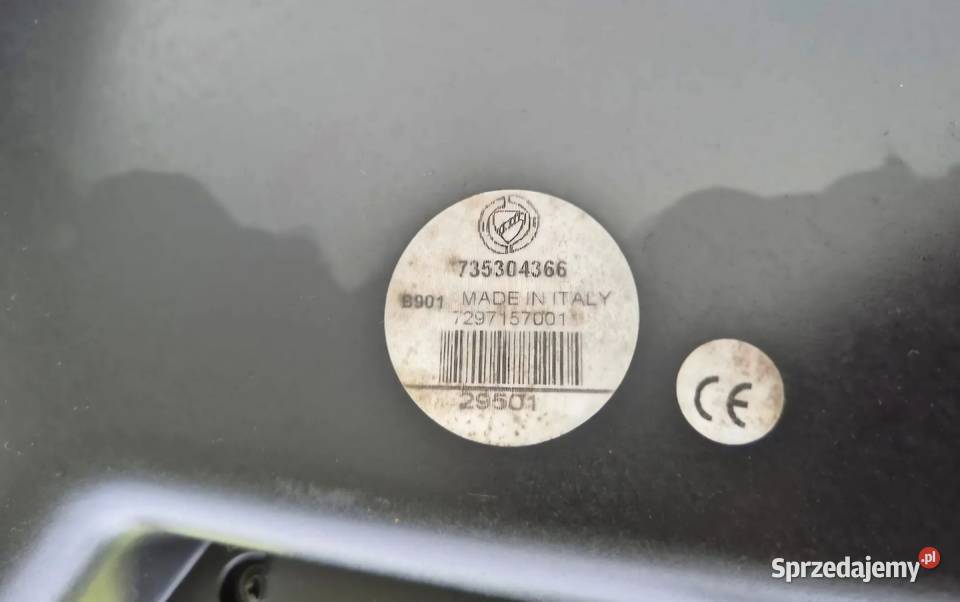 735304366
B901 MADE IN ITALY
7297157001
29501
CE
Sprzedajemy.pl